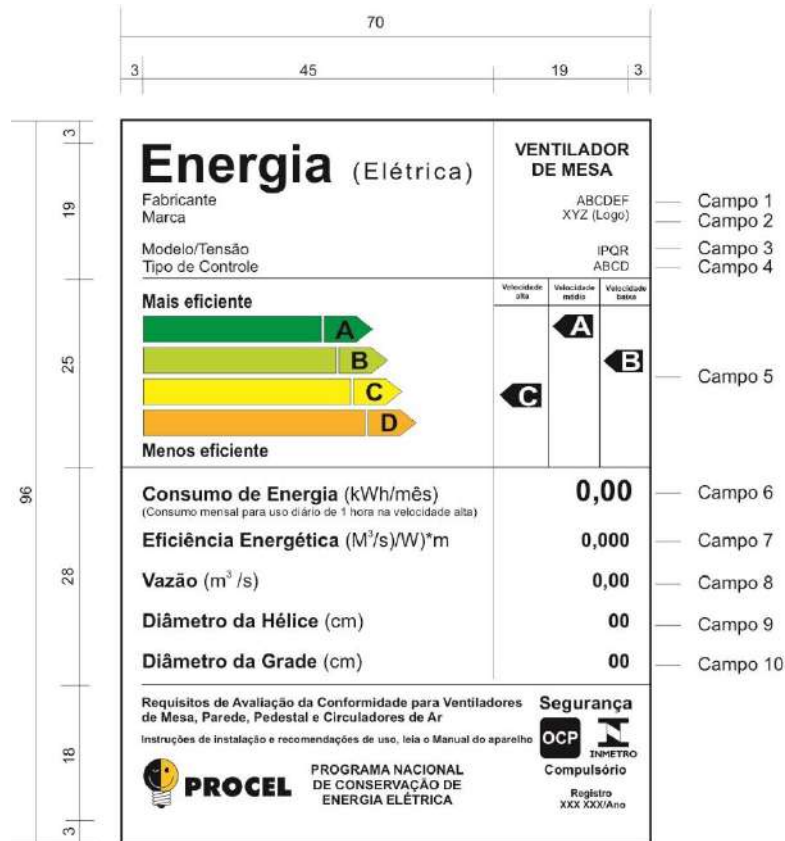 70
3 45 19 3
3
19
25
96
28
18
3
Energia (Elétrica)
VENTILADOR
DE MESA
Fabricante ABCDEF Campo 1
Marca XYZ (Logo) Campo 2
Modelo/Tensão IPQR Campo 3
Tipo de Controle ABCD Campo 4
Mais eficiente
Velocidade alta
Velocidade média
Velocidade baixa
A A
B B
C C
D
Campo 5
Menos eficiente
Consumo de Energia (kWh/mês) 0,00 Campo 6
(Consumo mensal para uso diário de 1 hora na velocidade alta)
Eficiência Energética (M³/s)/W)*m 0,000 Campo 7
Vazão (m³ /s) 0,00 Campo 8
Diâmetro da Hélice (cm) 00 Campo 9
Diâmetro da Grade (cm) 00 Campo 10
Requisitos de Avaliação da Conformidade para Ventiladores
de Mesa, Parede, Pedestal e Circuladores de Ar
Instruções de instalação e recomendações de uso, leia o Manual do aparelho
PROCEL
PROGRAMA NACIONAL
DE CONSERVAÇÃO DE
ENERGIA ELÉTRICA
Segurança
OCP
INMETRO
Compulsório
Registro
XXX XXX/Ano